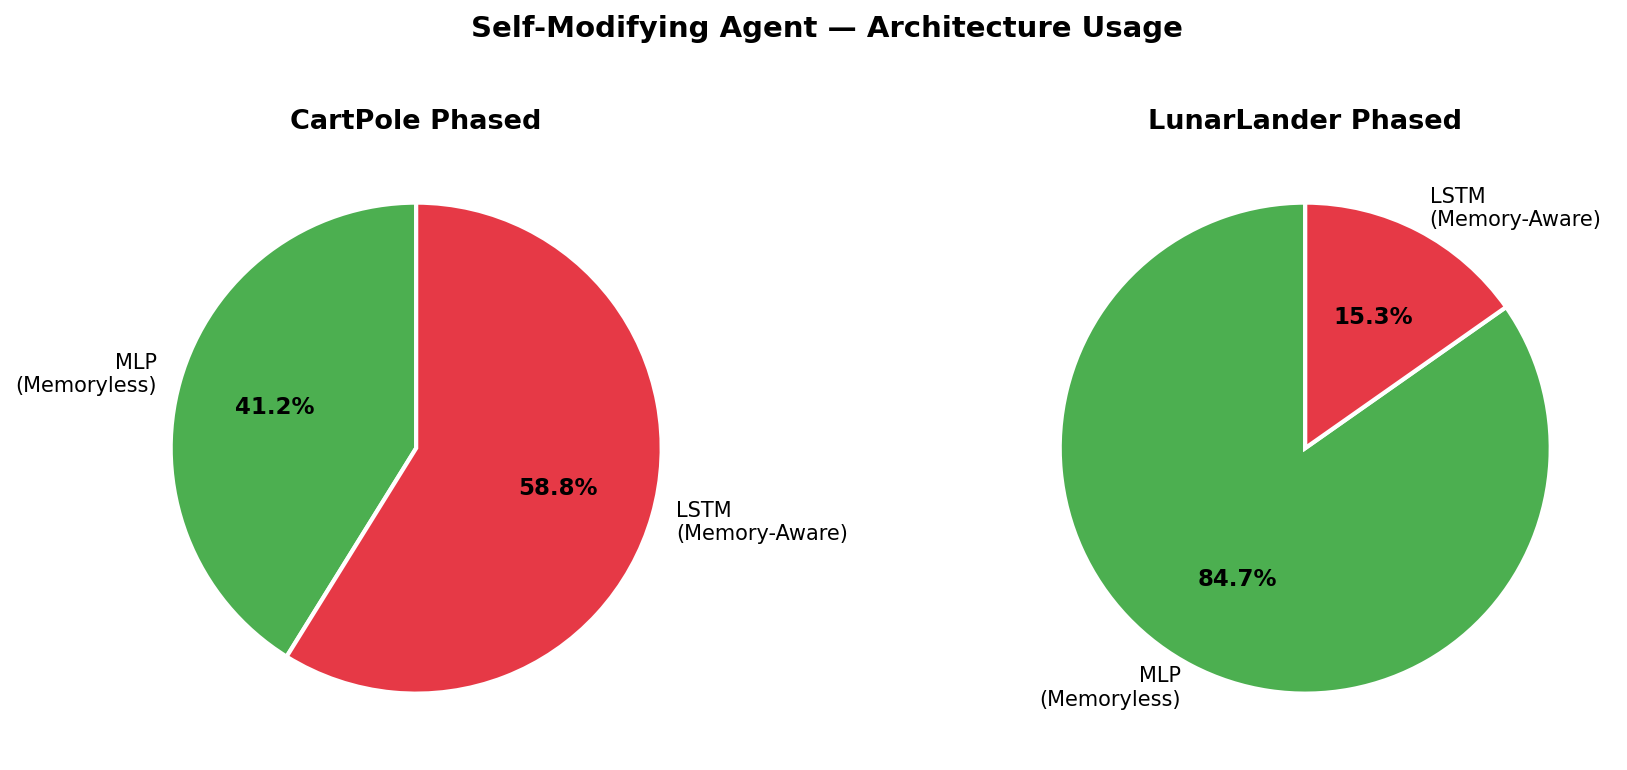 Self-Modifying Agent — Architecture Usage
CartPole Phased
MLP
(Memoryless)
41.2%
58.8%
LSTM
(Memory-Aware)
LunarLander Phased
LSTM
(Memory-Aware)
15.3%
84.7%
MLP
(Memoryless)